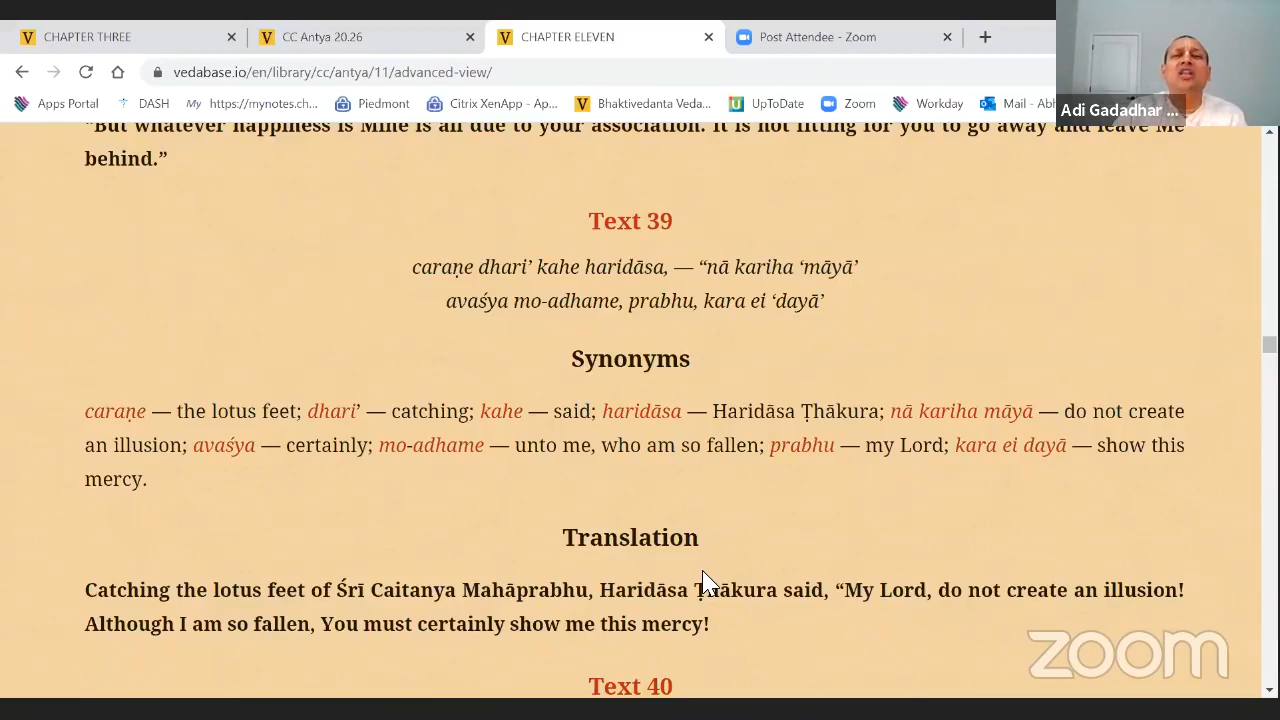 CHAPTER THREE
CC Antya 20.26
CHAPTER ELEVEN
Post Attendee - Zoom
vedabase.io/en/library/cc/antya/11/advanced-view/
Apps Portal
DASH
My
https://mynotes.ch...
Piedmont
Citrix XenApp - Ap...
Bhaktivedanta Veda...
UpToDate
Zoom
Workday
Mail - Abh
Adi Gadadhar ...
“But whatever happiness is Mine is all due to your association. It is not fitting for you to go away and leave Me
behind.”
Text 39
caraṇe dhari’ kahe haridāsa, — “nā kariha ‘māyā’
avaśya mo-adhame, prabhu, kara ei ‘dayā’
Synonyms
caraṇe — the lotus feet; dhari’ — catching; kahe — said; haridāsa — Haridāsa Ṭhākura; nā kariha māyā — do not create
an illusion; avaśya — certainly; mo-adhame — unto me, who am so fallen; prabhu — my Lord; kara ei dayā — show this
mercy.
Translation
Catching the lotus feet of Śrī Caitanya Mahāprabhu, Haridāsa Ṭhākura said, “My Lord, do not create an illusion!
Although I am so fallen, You must certainly show me this mercy!
Text 40
zoom